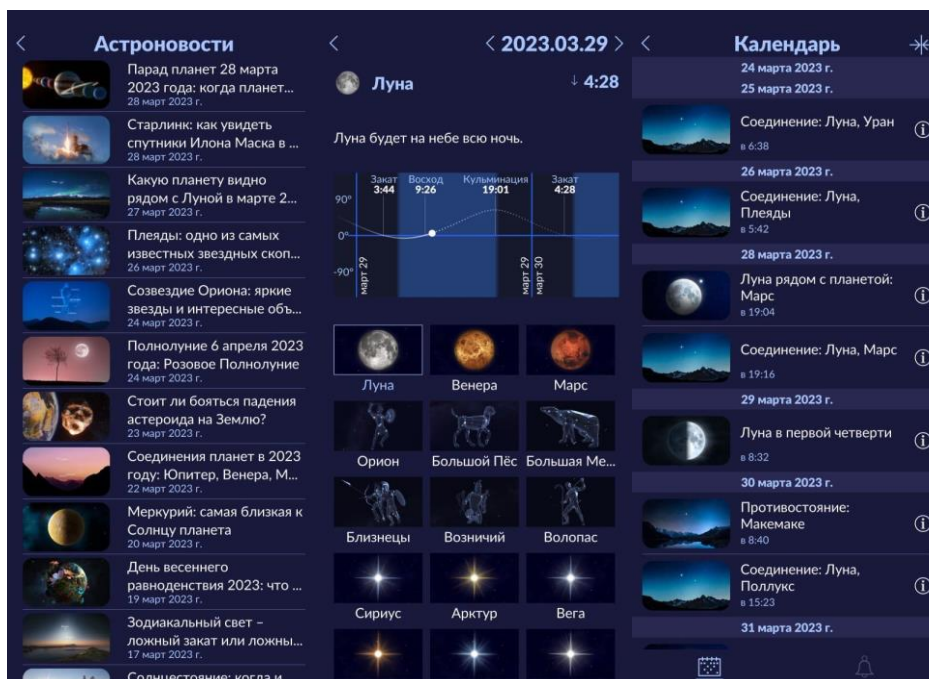 Астроновости
Парад планет 28 марта
2023 года: когда планет...
28 март 2023 г.
Старлинк: как увидеть
спутники Илона Маска в ...
28 март 2023 г.
Какую планету видно
рядом с Луной в марте 2...
27 март 2023 г.
Плеяды: одно из самых
известных звездных скоп...
26 март 2023 г.
Созвездие Ориона: яркие
звезды и интересные объ...
24 март 2023 г.
Полнолуние 6 апреля 2023
года: Розовое Полнолуние
24 март 2023 г.
Стоит ли бояться падения
астероида на Землю?
23 март 2023 г.
Соединения планет в 2023
году: Юпитер, Венера, М...
22 март 2023 г.
Меркурий: самая близкая к
Солнцу планета
20 март 2023 г.
День весеннего
равноденствия 2023: что ...
19 март 2023 г.
Зодиакальный свет –
ложный закат или ложны...
17 март 2023 г.
Солнцестояние: когда и
2023.03.29
Луна
↓ 4:28
Луна будет на небе всю ночь.
Закат Восход Кульминация Закат
3:44 9:26 19:01 4:28
90°
0°
-90°
март 29
март 29
март 30
Луна Венера Марс
Орион Большой Пёс Большая Ме...
Близнецы Возничий Волопас
Сириус Арктур Вега
Календарь
24 марта 2023 г.
25 марта 2023 г.
Соединение: Луна, Уран
в 6:38
26 марта 2023 г.
Соединение: Луна,
Плеяды
в 5:42
28 марта 2023 г.
Луна рядом с планетой:
Марс
в 19:04
Соединение: Луна, Марс
в 19:16
29 марта 2023 г.
Луна в первой четверти
в 8:32
30 марта 2023 г.
Противостояние:
Макемаке
в 8:40
Соединение: Луна,
Поллукс
в 15:23
31 марта 2023 г.